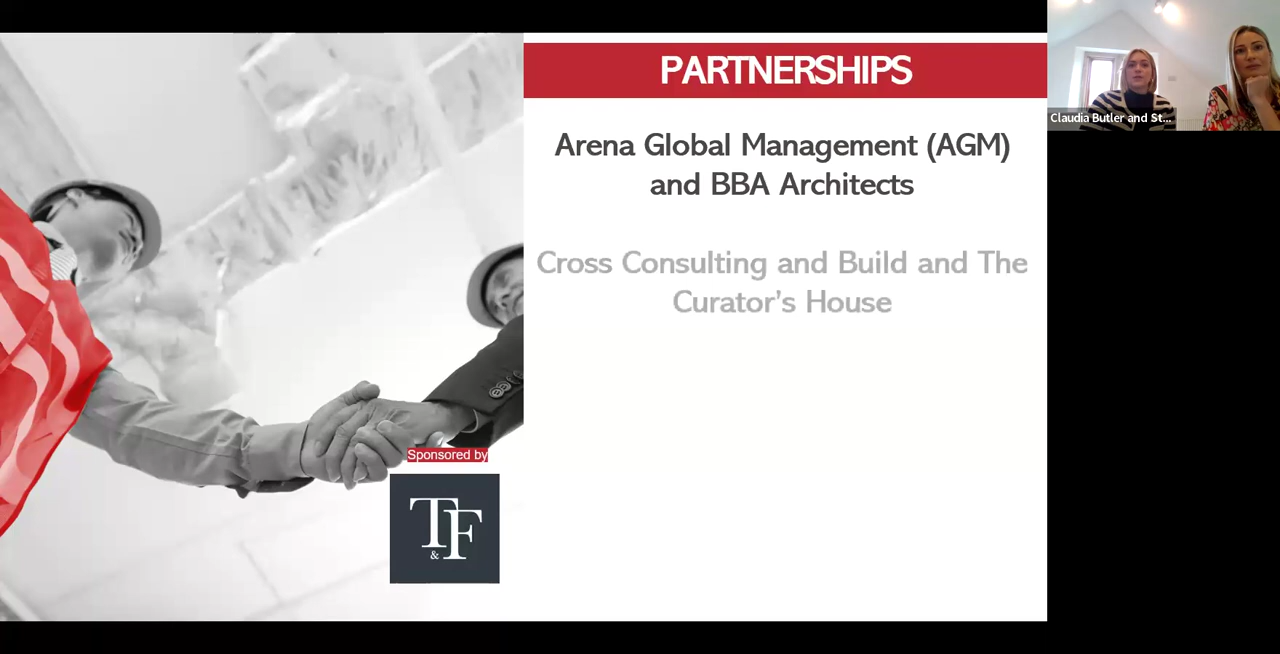 PARTNERSHIPS
Arena Global Management (AGM)
and BBA Architects
Cross Consulting and Build and The
Curator's House
Sponsored by
T&F
Claudia Butler and St...